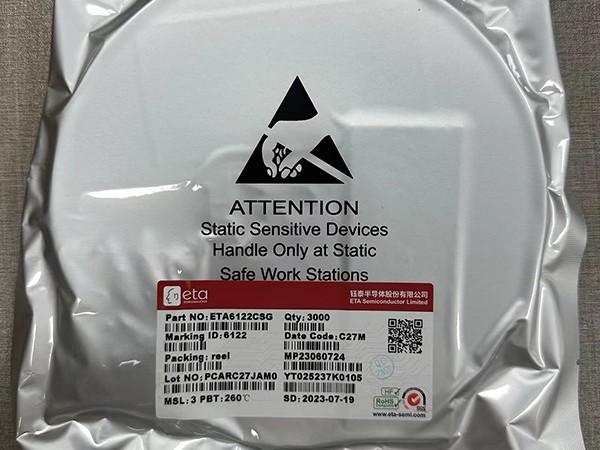 ATTENTION
Static Sensitive Devices
Handle Only at Static
Safe Work Stations
eta
SEMICONDUCTOR
钰泰半导体股份有限公司
ETA Semiconductor Limited
Part NO:ETA6122CSG Qty: 3000
Marking ID:6122 Date Code:C27M
Packing: reel MP23060724
Lot NO:PCARC27JAM0 YT025237K0105
MSL: 3 PBT: 260℃ SD: 2023-07-19
HF
RoHS
SGS
www.eta-semi.com